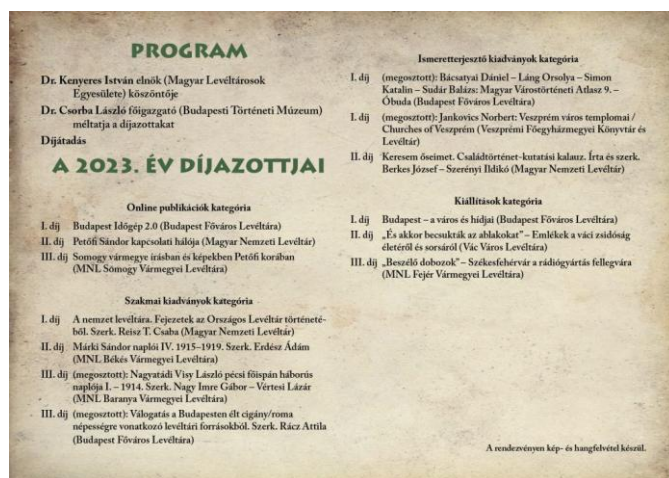 PROGRAM
Dr. Kenyeres István elnök (Magyar Levéltárosok
Egyesülete) köszöntője
Dr. Csorba László főigazgató (Budapesti Történeti Múzeum)
méltatja a díjazottakat
Díjátadás
A 2023. ÉV DÍJAZOTTJAI
Online publikációk kategória
I. díj Budapest Időgép 2.0 (Budapest Főváros Levéltára)
II. díj Petőfi Sándor kapcsolati hálója (Magyar Nemzeti Levéltár)
III. díj Somogy vármegye írásban és képekben Petőfi korában
(MNL Somogy Vármegyei Levéltára)
Szakmai kiadványok kategória
I. díj A nemzet levéltára. Fejezetek az Országos Levéltár történeté-
ből. Szerk. Reisz T. Csaba (Magyar Nemzeti Levéltár)
II. díj Márki Sándor naplói IV. 1915–1919. Szerk. Erdész Ádám
(MNL Békés Vármegyei Levéltára)
III. díj (megosztott): Nagyatádi Visy László pécsi főispán háborús
naplója I. – 1914. Szerk. Nagy Imre Gábor – Vértesi Lázár
(MNL Baranya Vármegyei Levéltára)
III. díj (megosztott): Válogatás a Budapesten élt cigány/roma
népességre vonatkozó levéltári forrásokból. Szerk. Rácz Attila
(Budapest Főváros Levéltára)
Ismeretterjesztő kiadványok kategória
I. díj (megosztott): Bácsatyai Dániel – Láng Orsolya – Simon
Katalin – Sudár Balázs: Magyar Várostörténeti Atlasz 9. –
Óbuda (Budapest Főváros Levéltára)
I. díj (megosztott): Jankovics Norbert: Veszprém város templomai /
Churches of Veszprém (Veszprémi Főegyházmegyei Könyvtár és
Levéltár)
II. díj Keresem őseimet. Családtörténet-kutatási kalauz. Írta és szerk.
Berkes József – Szerényi Ildikó (Magyar Nemzeti Levéltár)
Kiállítások kategória
I. díj Budapest – a város és hídjai (Budapest Főváros Levéltára)
II. díj „És akkor becsukták az ablakokat” – Emlékek a váci zsidóság
életéről és sorsáról (Vác Város Levéltára)
III. díj „Beszélő dobozok” – Székesfehérvár a rádiógyártás fellegvára
(MNL Fejér Vármegyei Levéltára)
A rendezvényen kép- és hangfelvétel készül.